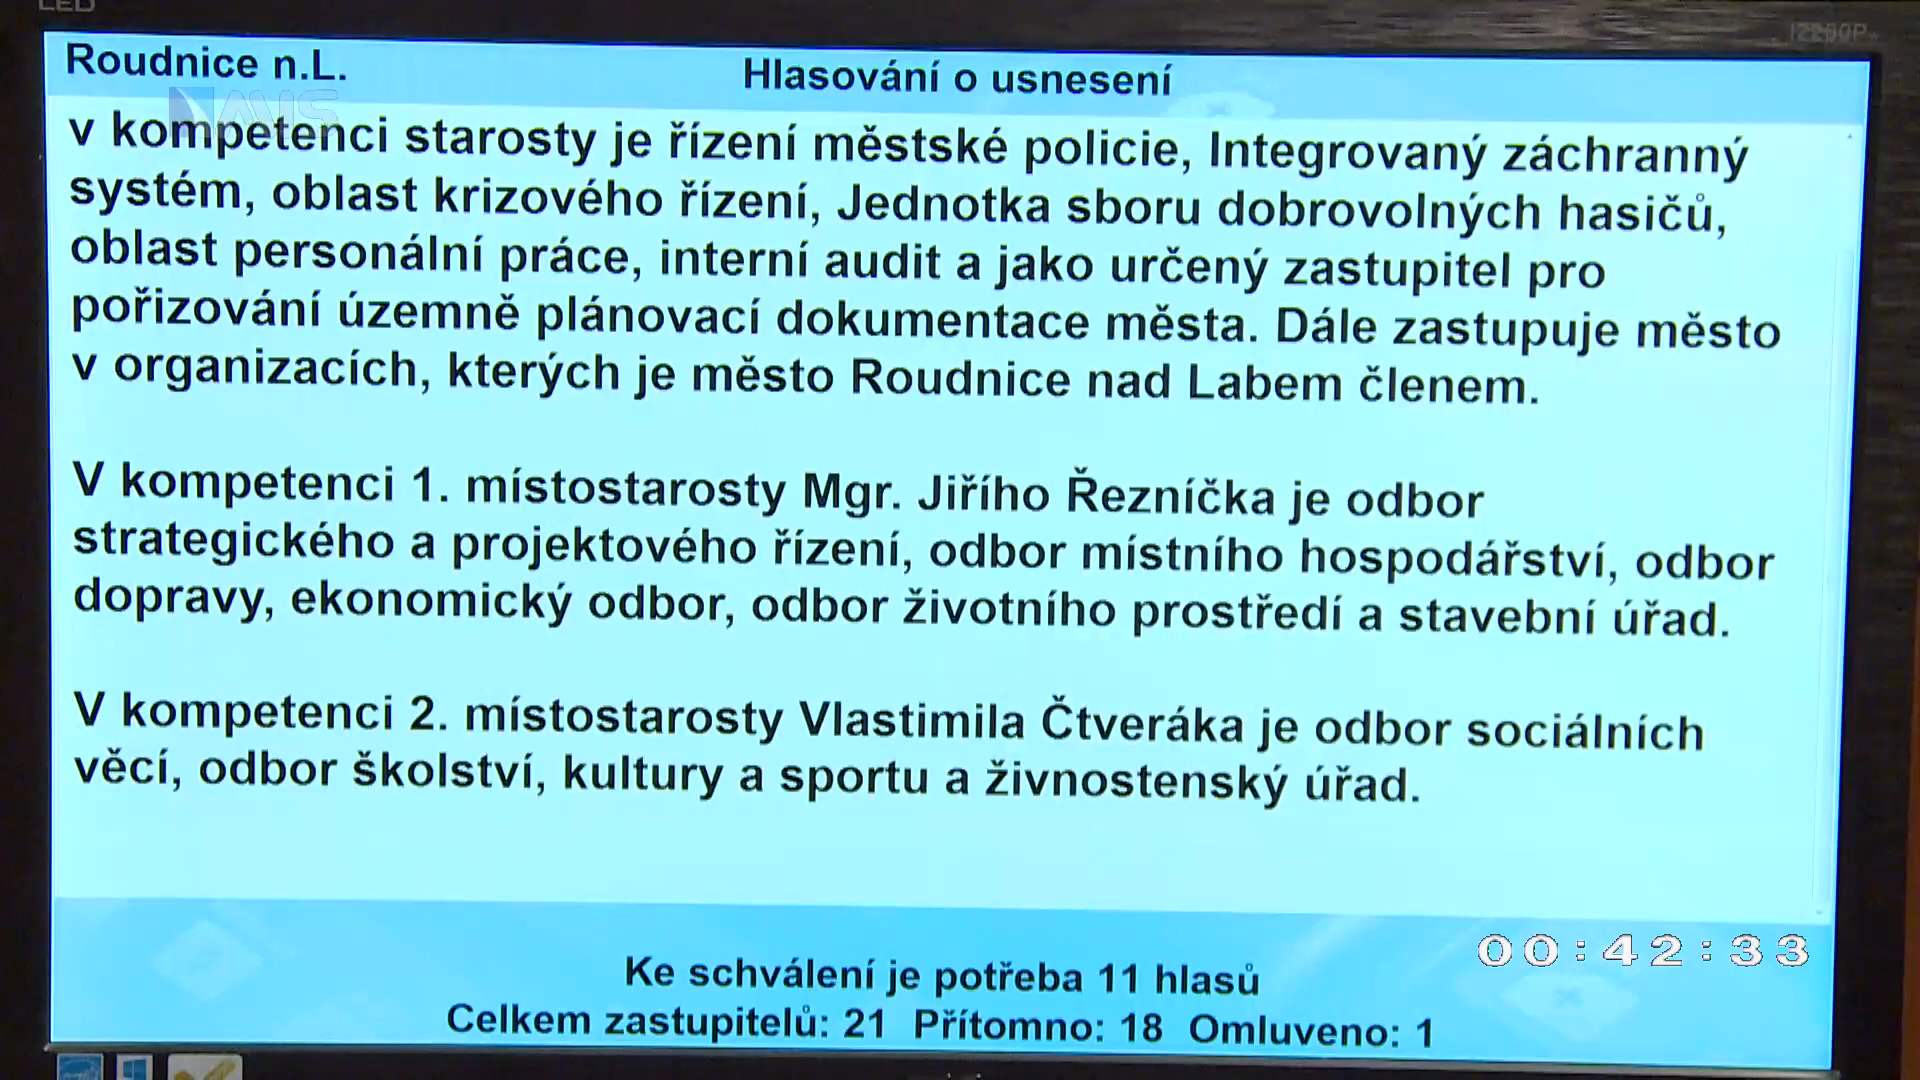 LED
I2260P
Roudnice n.L.
Hlasování o usnesení
MIS
v kompetenci starosty je řízení městské policie, Integrovaný záchranný
systém, oblast krizového řízení, Jednotka sboru dobrovolných hasičů,
oblast personální práce, interní audit a jako určený zastupitel pro
pořizování územně plánovací dokumentace města. Dále zastupuje město
v organizacích, kterých je město Roudnice nad Labem členem.
V kompetenci 1. místostarosty Mgr. Jiřího Řezníčka je odbor
strategického a projektového řízení, odbor místního hospodářství, odbor
dopravy, ekonomický odbor, odbor životního prostředí a stavební úřad.
V kompetenci 2. místostarosty Vlastimila Čtveráka je odbor sociálních
věcí, odbor školství, kultury a sportu a živnostenský úřad.
00:42:33
Ke schválení je potřeba 11 hlasů
Celkem zastupitelů: 21 Přítomno: 18 Omluveno: 1